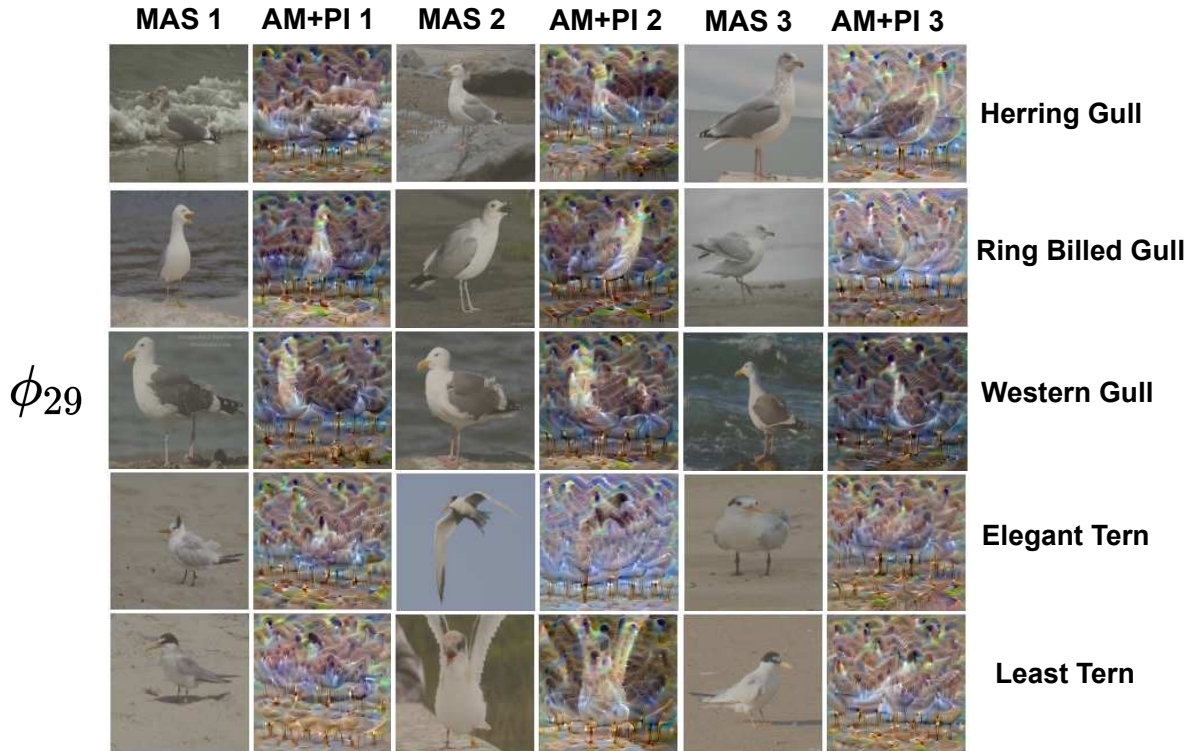 MAS 1 AM+PI 1 MAS 2 AM+PI 2 MAS 3 AM+PI 3
Herring Gull
Ring Billed Gull
Western Gull
ϕ29
Elegant Tern
Least Tern